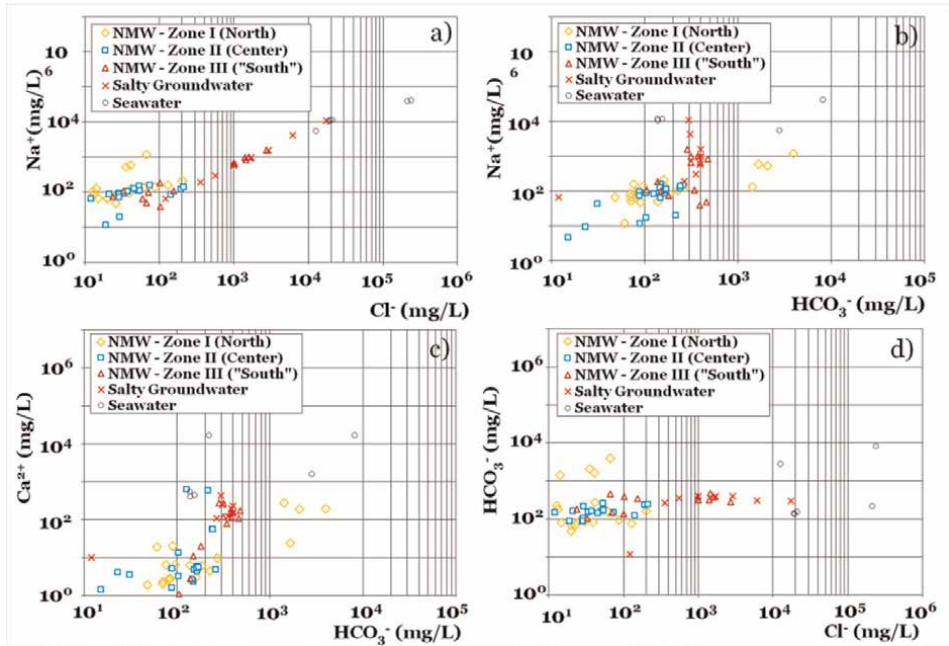 a)
NMW - Zone I (North)
NMW - Zone II (Center)
NMW - Zone III ("South")
Salty Groundwater
Seawater
Na⁺(mg/L)
10
6
10⁴
10²
10⁰
10¹ 10² 10³ 10⁴ 10⁵ 10⁶
Cl⁻ (mg/L)
b)
NMW - Zone I (North)
NMW - Zone II (Center)
NMW - Zone III ("South")
Salty Groundwater
Seawater
Na⁺(mg/L)
10
6
10⁴
10²
10⁰
10¹ 10² 10³ 10⁴ 10⁵
HCO₃⁻ (mg/L)
c)
NMW - Zone I (North)
NMW - Zone II (Center)
NMW - Zone III ("South")
Salty Groundwater
Seawater
Ca²⁺ (mg/L)
10⁶
10⁴
10²
10⁰
10¹ 10² 10³ 10⁴ 10⁵
HCO₃⁻ (mg/L)
d)
NMW - Zone I (North)
NMW - Zone II (Center)
NMW - Zone III ("South")
Salty Groundwater
Seawater
HCO₃⁻ (mg/L)
10⁶
10⁴
10²
10⁰
10¹ 10² 10³ 10⁴ 10⁵ 10⁶
Cl⁻ (mg/L)